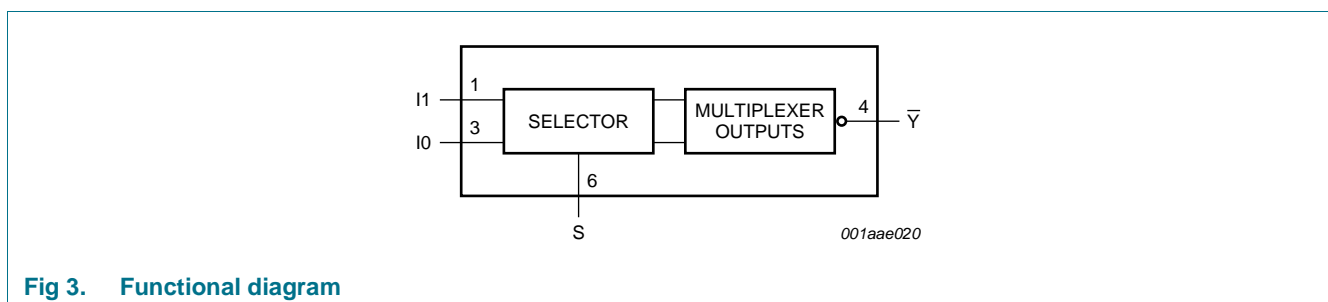 I1
1
I0
3
SELECTOR
MULTIPLEXER
OUTPUTS
4
Y̅
6
S
001aae020
Fig 3. Functional diagram